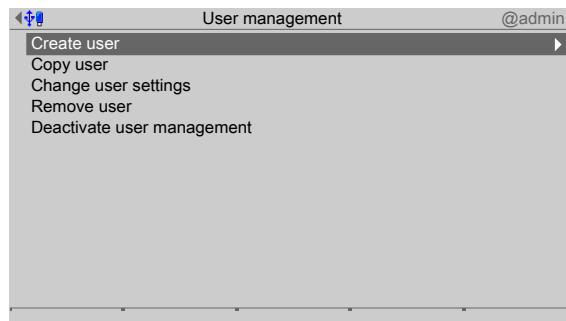 User management @admin
Create user
Copy user
Change user settings
Remove user
Deactivate user management